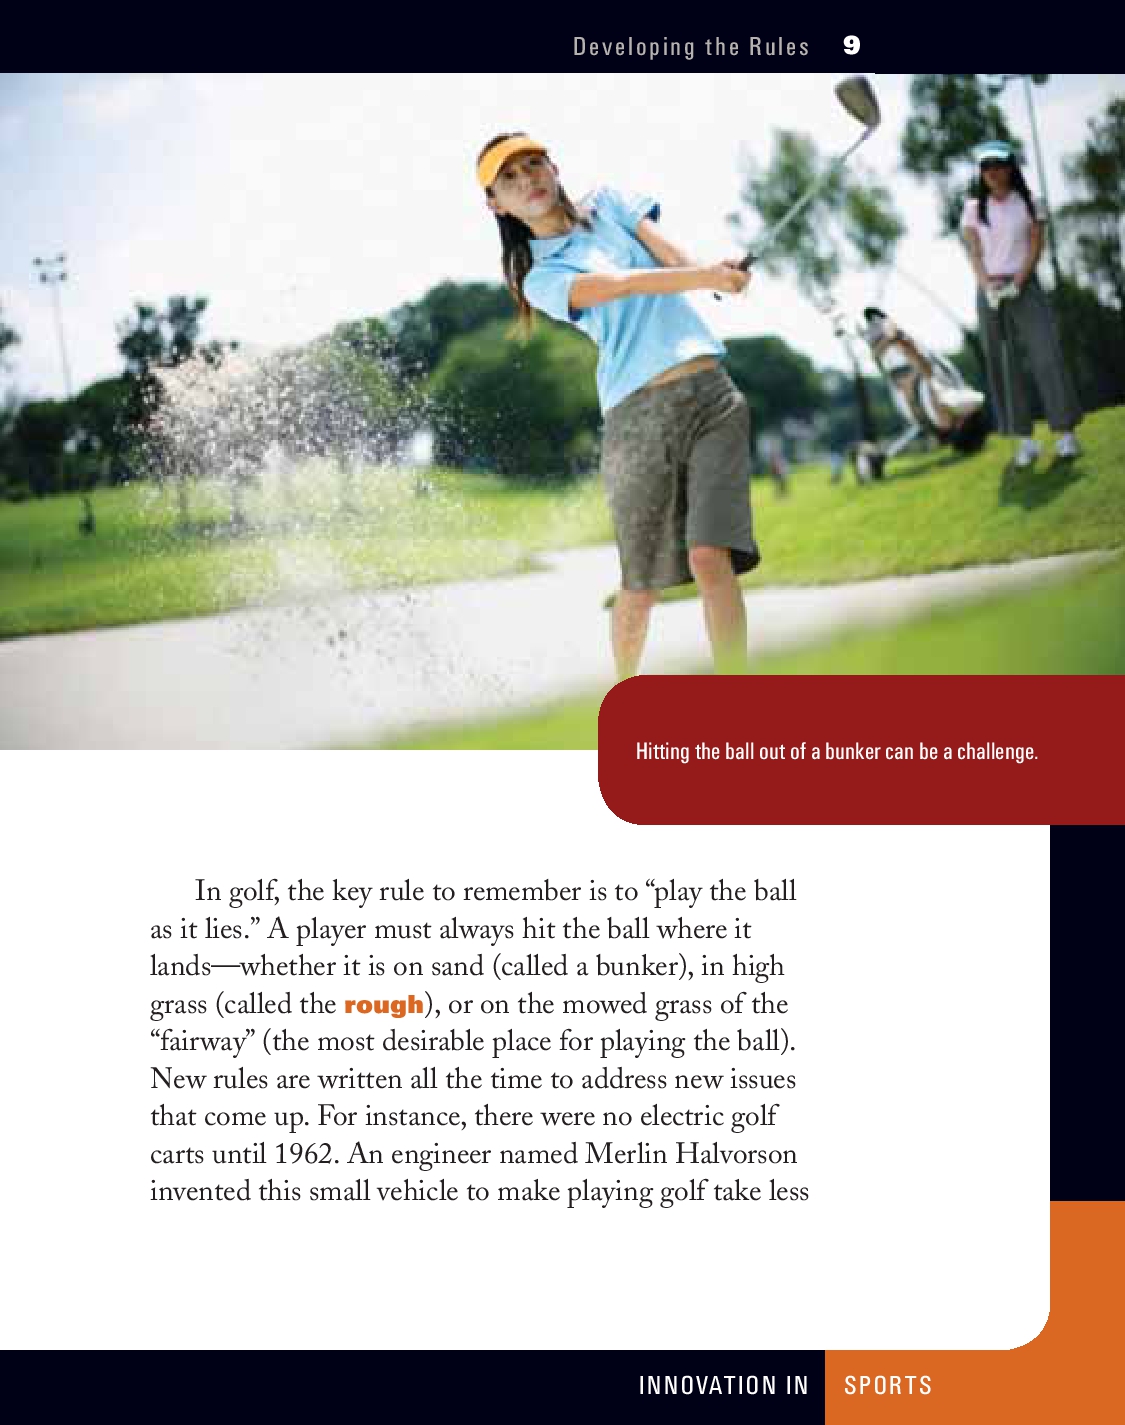 Developing the Rules 9
Hitting the ball out of a bunker can be a challenge.
In golf, the key rule to remember is to “play the ball
as it lies.” A player must always hit the ball where it
lands—whether it is on sand (called a bunker), in high
grass (called the rough), or on the mowed grass of the
“fairway” (the most desirable place for playing the ball).
New rules are written all the time to address new issues
that come up. For instance, there were no electric golf
carts until 1962. An engineer named Merlin Halvorson
invented this small vehicle to make playing golf take less
INNOVATION IN SPORTS